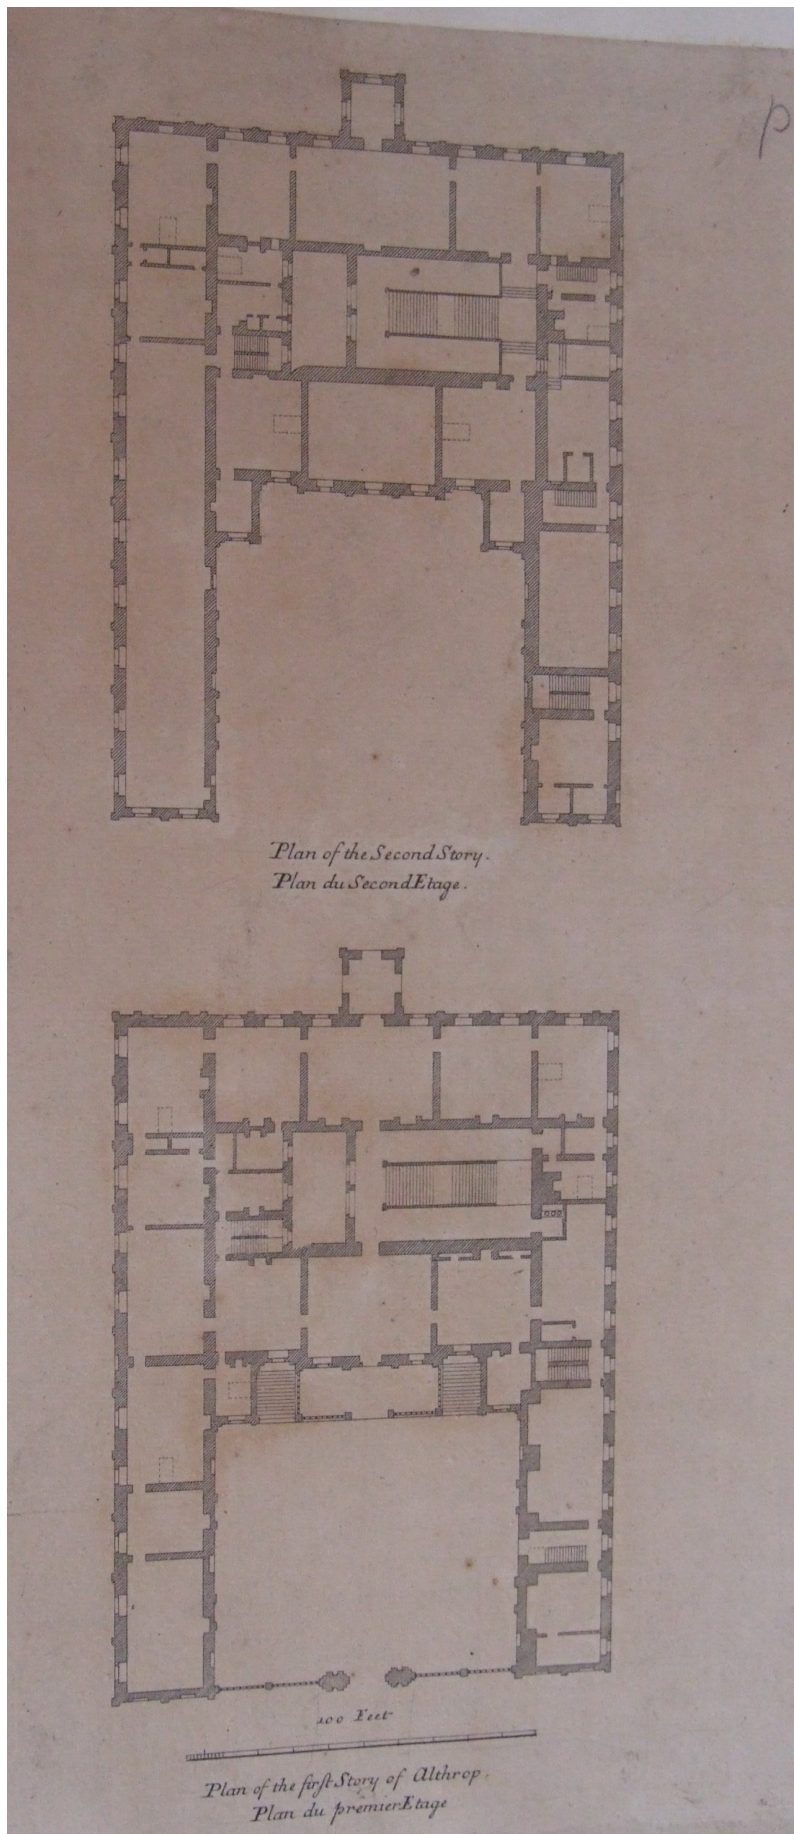 P
Plan of the Second Story.
Plan du Second Etage.
100 Feet
Plan of the first Story of Althrop.
Plan du premier Etage